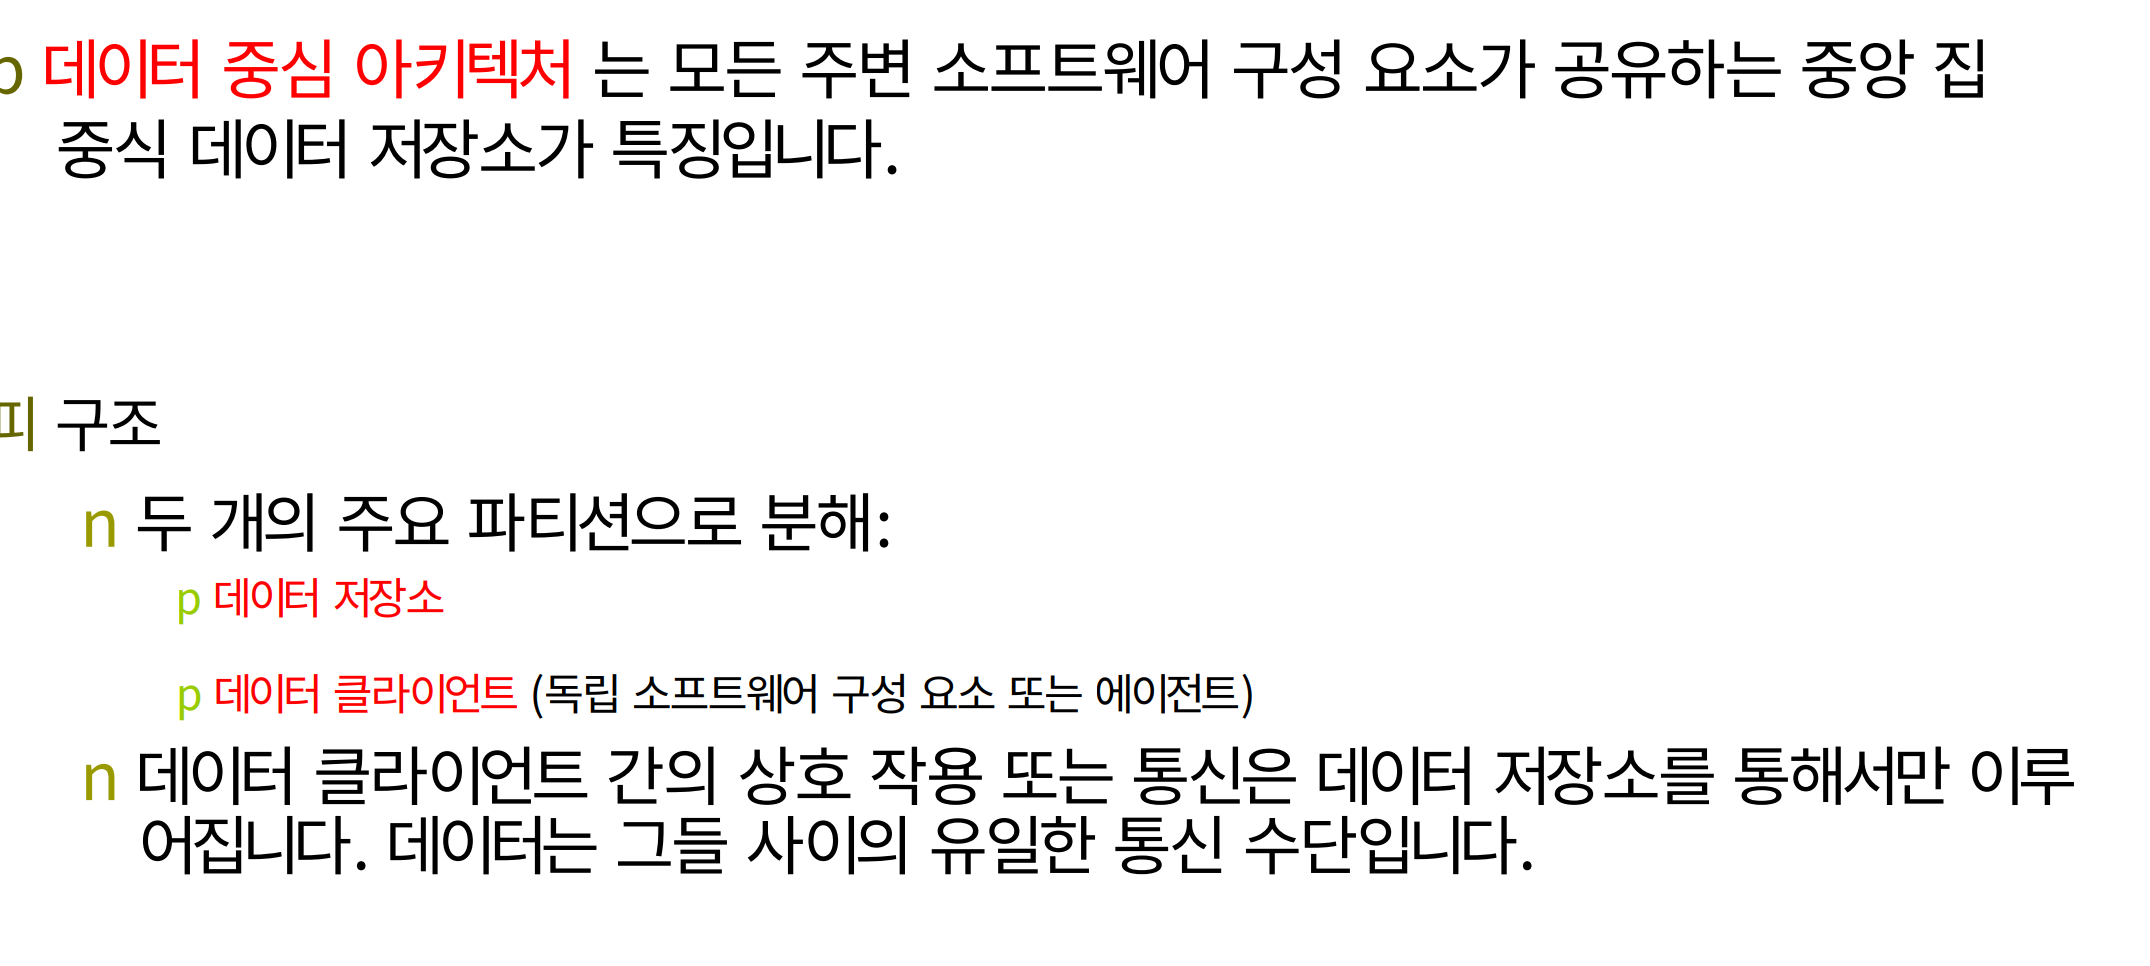 p 데이터 중심 아키텍처 는 모든 주변 소프트웨어 구성 요소가 공유하는 중앙 집
중식 데이터 저장소가 특징입니다.
피 구조
n 두 개의 주요 파티션으로 분해:
p 데이터 저장소
p 데이터 클라이언트 (독립 소프트웨어 구성 요소 또는 에이전트)
n 데이터 클라이언트 간의 상호 작용 또는 통신은 데이터 저장소를 통해서만 이루
어집니다. 데이터는 그들 사이의 유일한 통신 수단입니다.